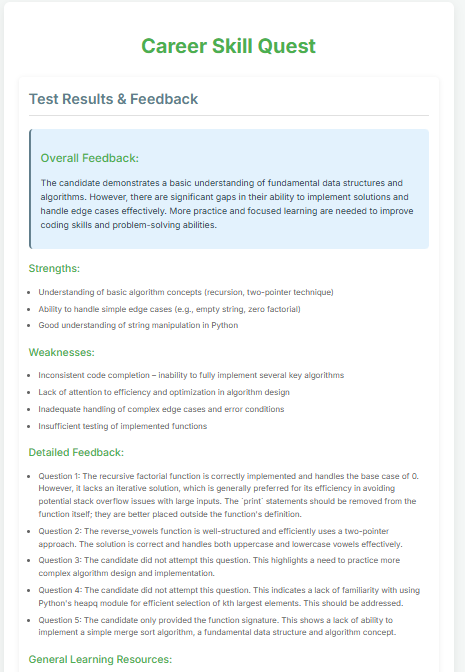 Career Skill Quest
Test Results & Feedback
Overall Feedback:
The candidate demonstrates a basic understanding of fundamental data structures and
algorithms. However, there are significant gaps in their ability to implement solutions and
handle edge cases effectively. More practice and focused learning are needed to improve
coding skills and problem-solving abilities.
Strengths:
• Understanding of basic algorithm concepts (recursion, two-pointer technique)
• Ability to handle simple edge cases (e.g., empty string, zero factorial)
• Good understanding of string manipulation in Python
Weaknesses:
• Inconsistent code completion – inability to fully implement several key algorithms
• Lack of attention to efficiency and optimization in algorithm design
• Inadequate handling of complex edge cases and error conditions
• Insufficient testing of implemented functions
Detailed Feedback:
• Question 1: The recursive factorial function is correctly implemented and handles the base case of 0.
However, it lacks an iterative solution, which is generally preferred for its efficiency in avoiding
potential stack overflow issues with large inputs. The `print` statements should be removed from the
function itself; they are better placed outside the function's definition.
• Question 2: The reverse_vowels function is well-structured and efficiently uses a two-pointer
approach. The solution is correct and handles both uppercase and lowercase vowels effectively.
• Question 3: The candidate did not attempt this question. This highlights a need to practice more
complex algorithm design and implementation.
• Question 4: The candidate did not attempt this question. This indicates a lack of familiarity with using
Python's heapq module for efficient selection of kth largest elements. This should be addressed.
• Question 5: The candidate only provided the function signature. This shows a lack of ability to
implement a simple merge sort algorithm, a fundamental data structure and algorithm concept.
General Learning Resources: